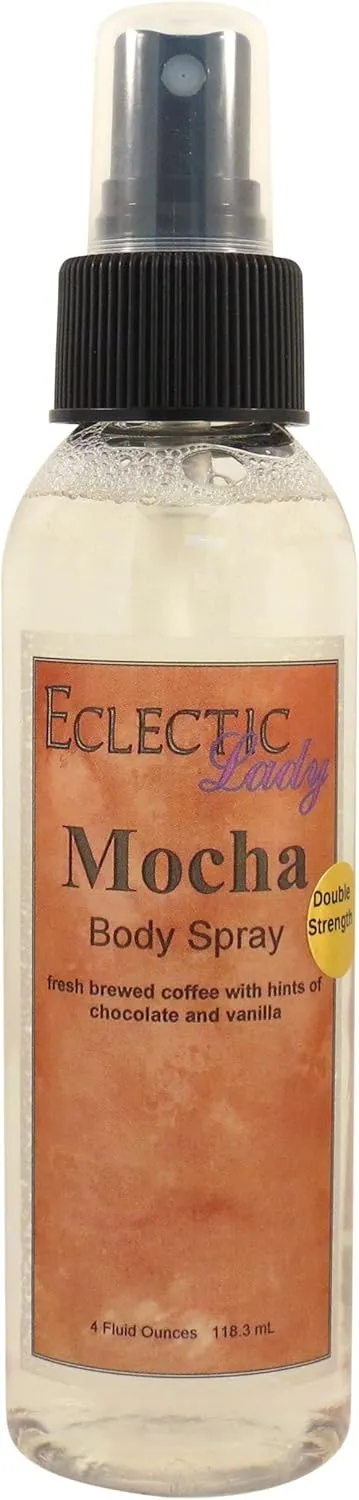 ECLECTIC
Lady
Mocha
Body Spray
Double
Strength
fresh brewed coffee with hints of
chocolate and vanilla
4 Fluid Ounces 118.3 mL